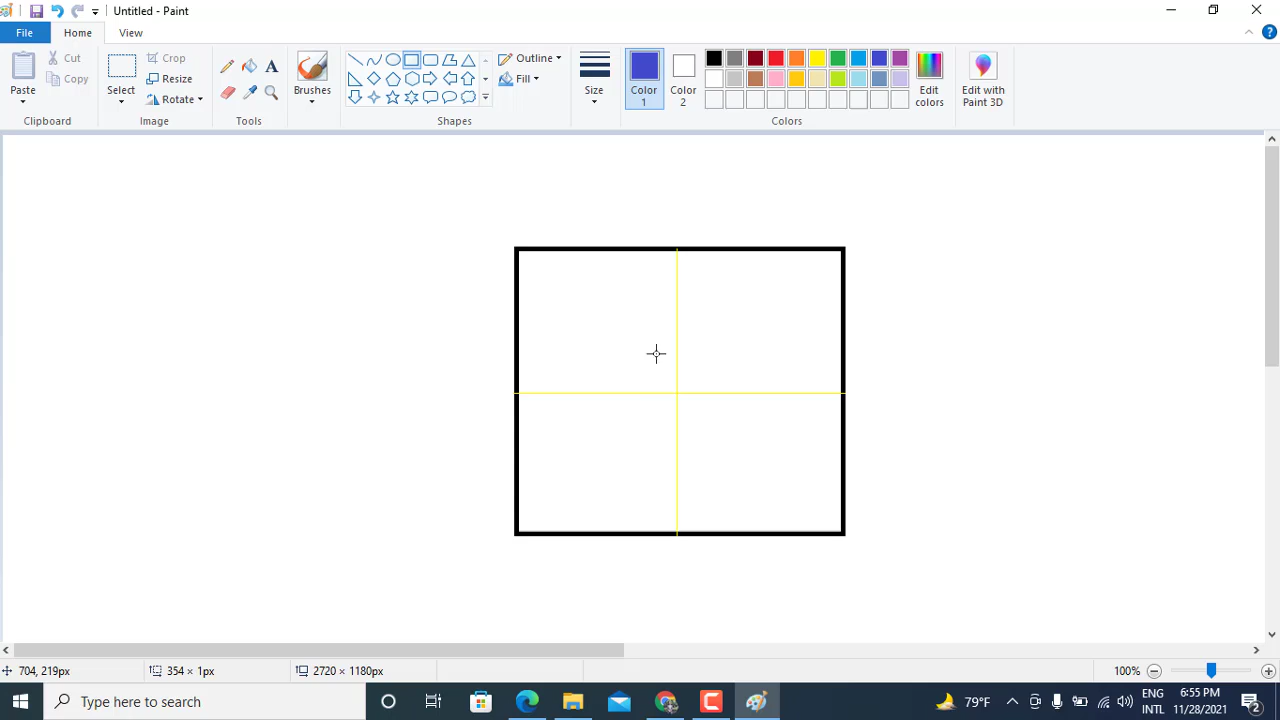 Untitled - Paint
File Home View
Paste
Cut
Copy
Clipboard
Select
Crop
Resize
Rotate
Image
Tools
Brushes
Outline
Fill
Shapes
Size
Color 1
Color 2
Edit colors
Colors
Edit with Paint 3D
704, 219px 354 × 1px 2720 × 1180px 100%
Type here to search
79°F
ENG
INTL
6:55 PM
11/28/2021
2